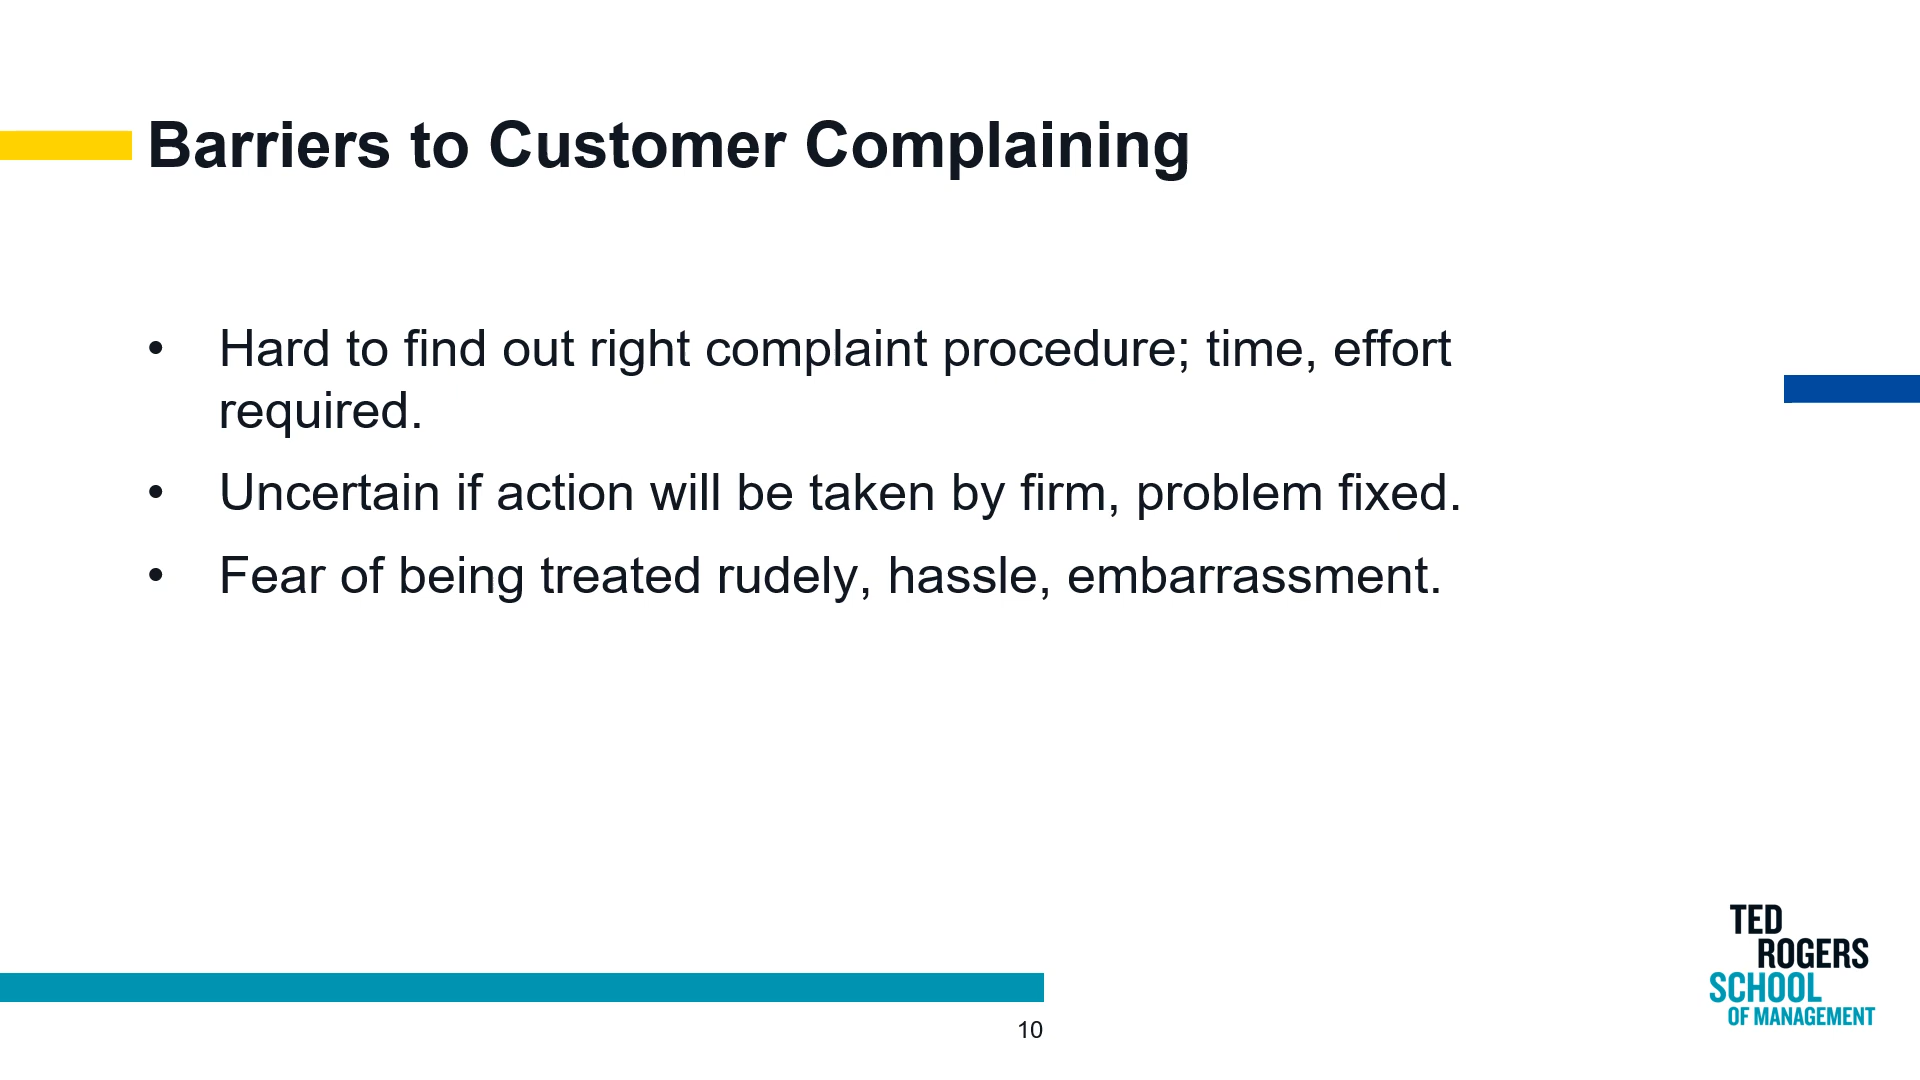 Barriers to Customer Complaining
• Hard to find out right complaint procedure; time, effort
required.
• Uncertain if action will be taken by firm, problem fixed.
• Fear of being treated rudely, hassle, embarrassment.
10
TED
ROGERS
SCHOOL
OF MANAGEMENT